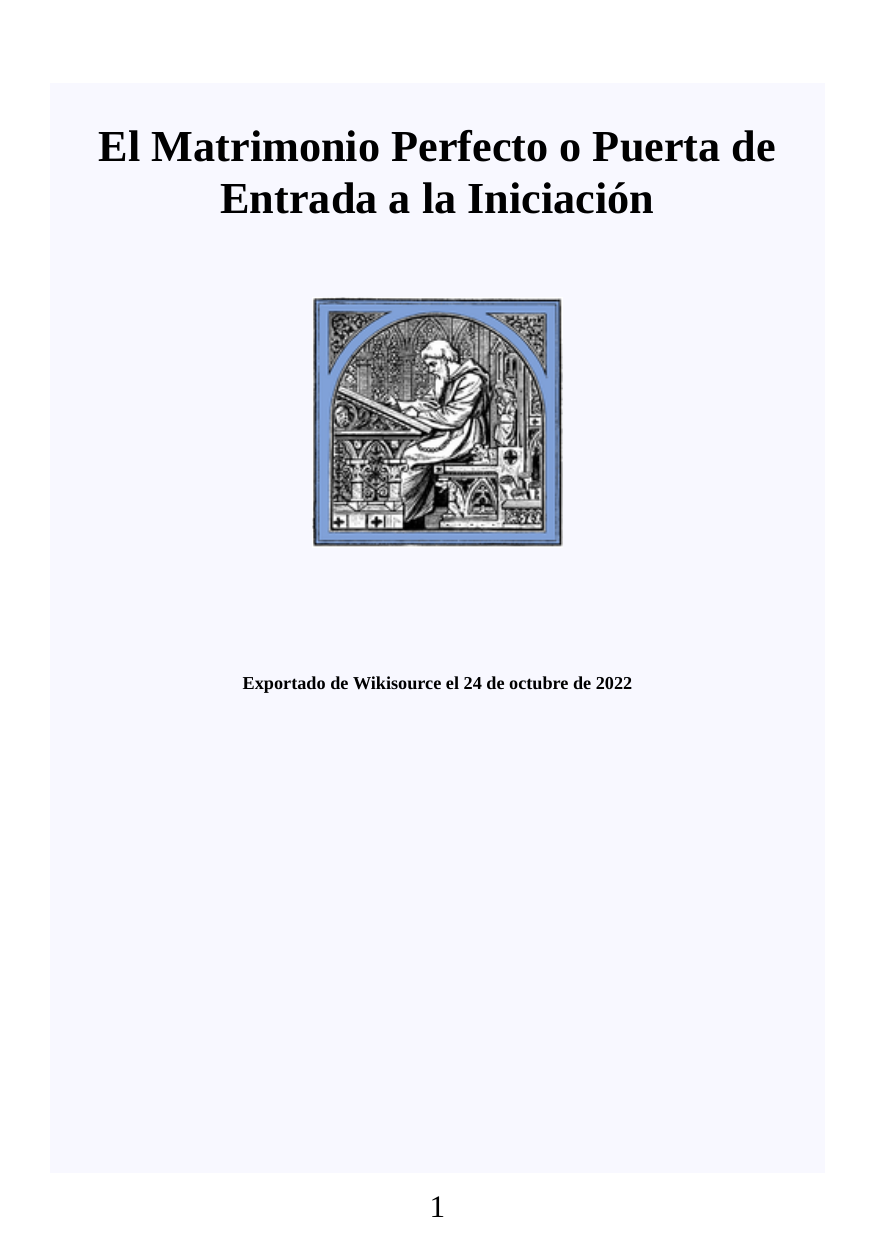 El Matrimonio Perfecto o Puerta de
Entrada a la Iniciación
Exportado de Wikisource el 24 de octubre de 2022
1